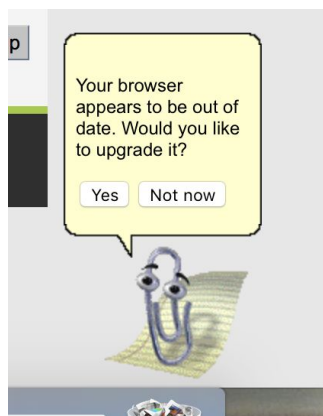 p
Your browser
appears to be out of
date. Would you like
to upgrade it?
Yes Not now